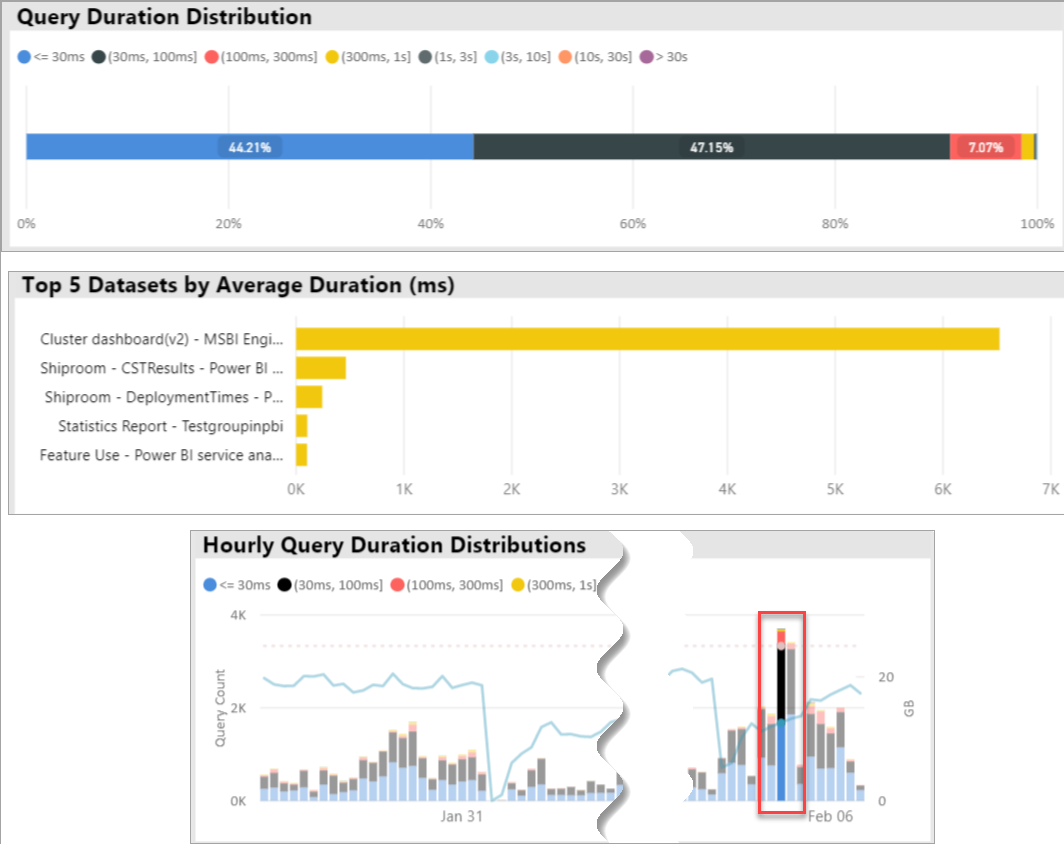 Query Duration Distribution
<= 30ms (30ms, 100ms] (100ms, 300ms] (300ms, 1s] (1s, 3s] (3s, 10s] (10s, 30s] > 30s
44.21% 47.15% 7.07%
0% 20% 40% 60% 80% 100%
Top 5 Datasets by Average Duration (ms)
Cluster dashboard(v2) - MSBI Engi...
Shiproom - CSTResults - Power BI ...
Shiproom - DeploymentTimes - P...
Statistics Report - Testgroupinpbi
Feature Use - Power BI service ana...
0K 1K 2K 3K 4K 5K 6K 7K
Hourly Query Duration Distributions
<= 30ms (30ms, 100ms] (100ms, 300ms] (300ms, 1s]
4K
20
2K
0K
0
Query Count
GB
Jan 31 Feb 06